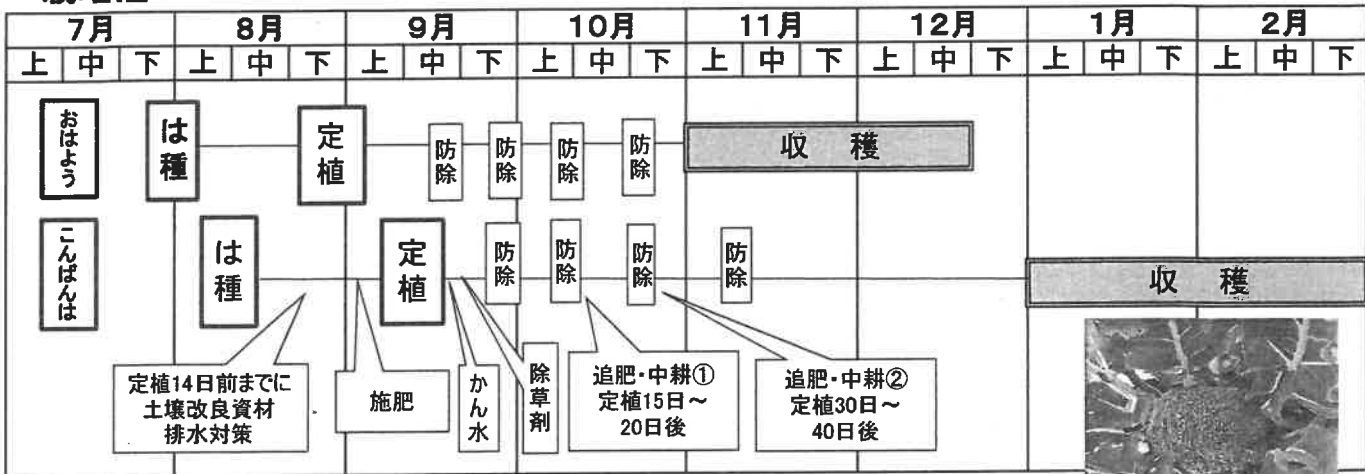 7月 8月 9月 10月 11月 12月 1月 2月
上 中 下 上 中 下 上 中 下 上 中 下 上 中 下 上 中 下 上 中 下 上 中 下
おはよう
は種
定植
防除
防除
防除
防除
収穫
こんばんは
は種
定植
防除
防除
防除
防除
収穫
定植14日前までに
土壌改良資材
排水対策
施肥
かん水
除草剤
追肥・中耕①
定植15日～
20日後
追肥・中耕②
定植30日～
40日後